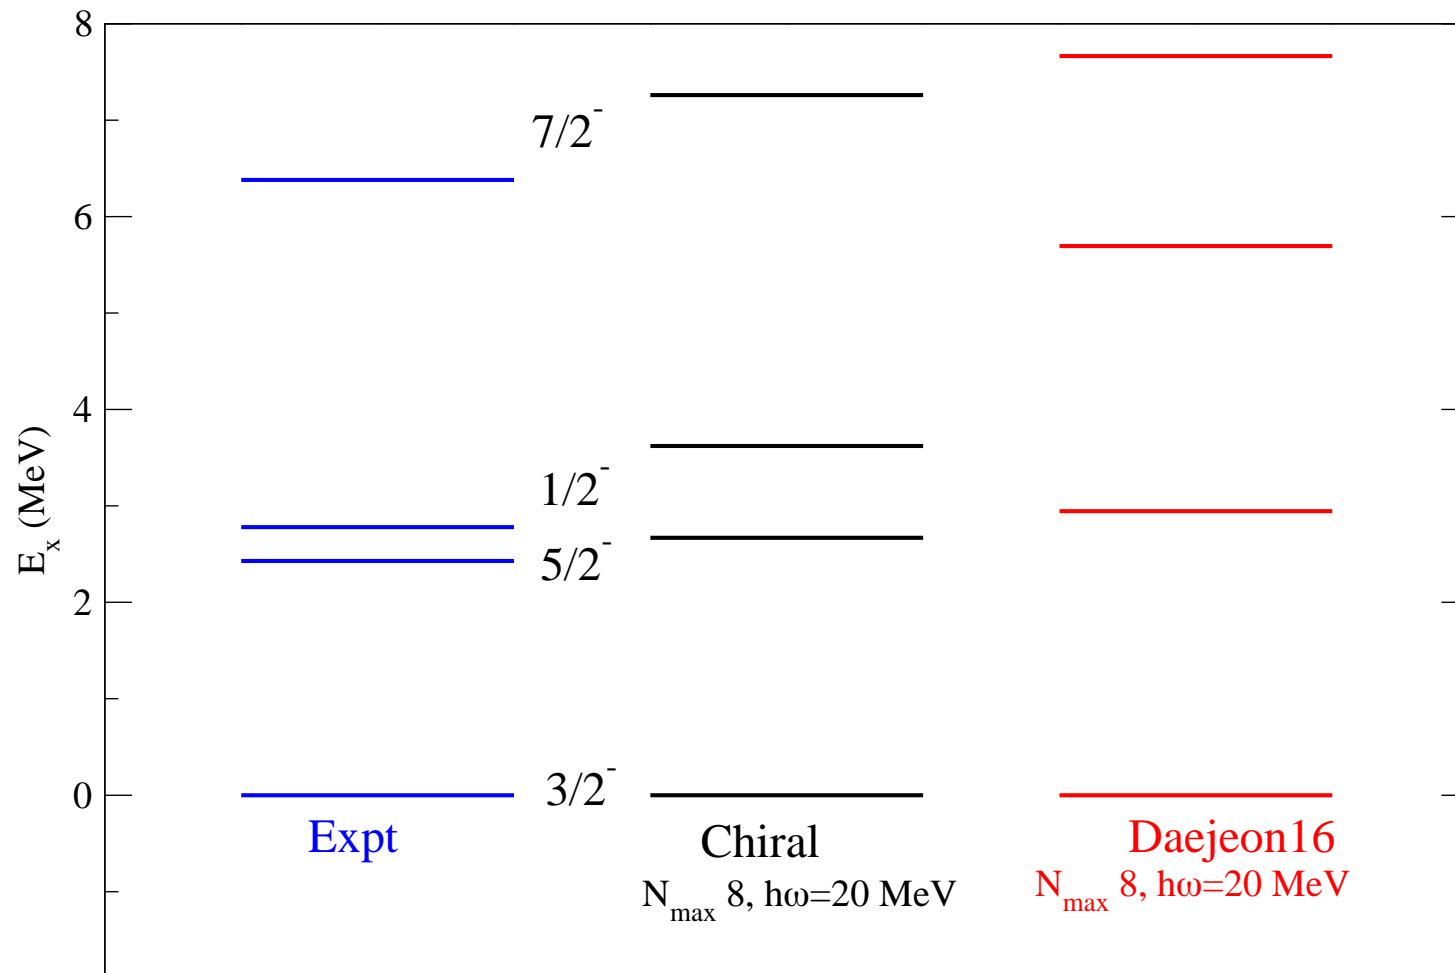 8
7/2-
6
4
1/2-
5/2-
E_x (MeV)
2
0
3/2-
Expt
Chiral
Daejeon16
N_max 8, hω=20 MeV
N_max 8, hω=20 MeV